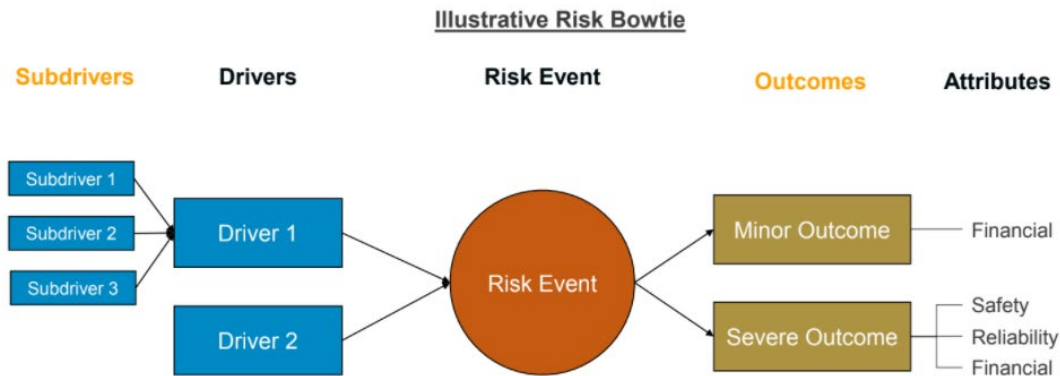 Illustrative Risk Bowtie
Subdrivers Drivers Risk Event Outcomes Attributes
Subdriver 1
Subdriver 2
Subdriver 3
Driver 1
Driver 2
Risk Event
Minor Outcome
Severe Outcome
Financial
Safety
Reliability
Financial